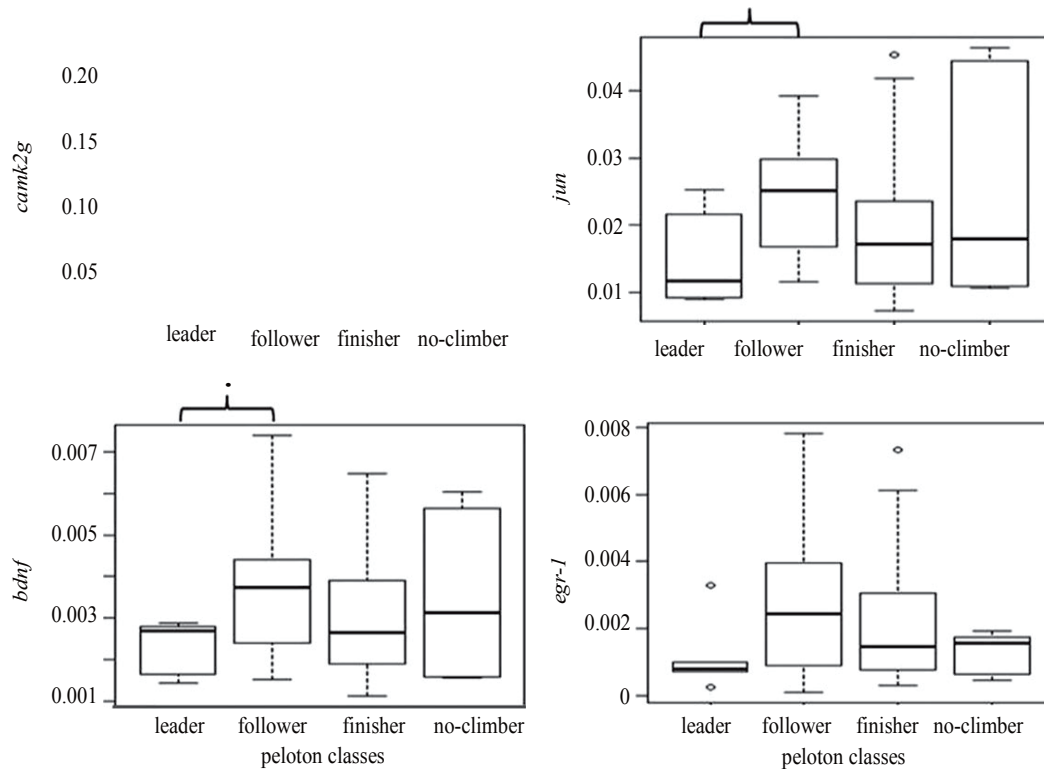 camk2g
0.20
0.15
0.10
0.05
leader follower finisher no-climber
jun
0.04
0.03
0.02
0.01
leader follower finisher no-climber
bdnf
0.007
0.005
0.003
0.001
leader follower finisher no-climber
peloton classes
egr-1
0.008
0.006
0.004
0.002
0
leader follower finisher no-climber
peloton classes